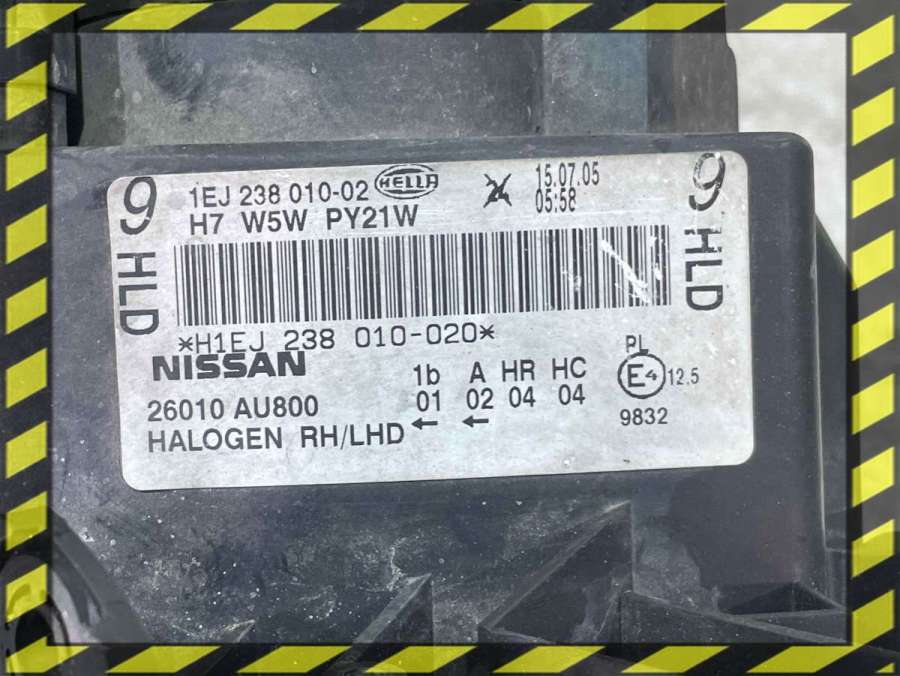 9 HLD
1EJ 238 010-02 HELLA
H7 W5W PY21W
15.07.05
05:58
9 HLD
*H1EJ 238 010-020*
NISSAN
26010 AU800
HALOGEN RH/LHD
1b A HR HC
01 02 04 04
← ←
PL
E4 12.5
9832